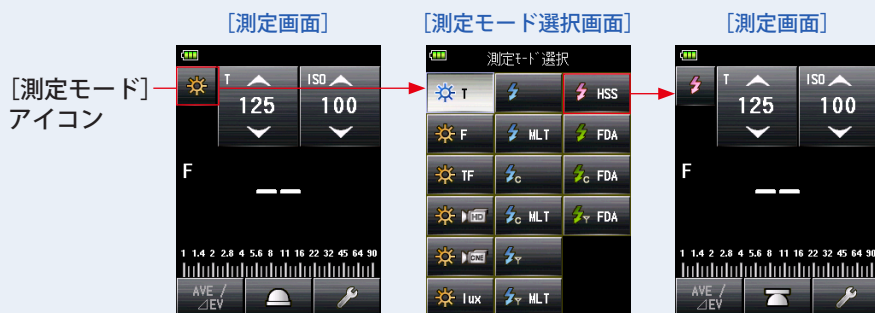 [測定画面]
[測定モード]
アイコン
T
ISO
125
100
F
1 1.4 2 2.8 4 5.6 8 11 16 22 32 45 64 90
AVE /
⊿EV
[測定モード選択画面]
測定ﾓｰﾄﾞ選択
T
HSS
F
MLT
FDA
TF
C
C FDA
HD
C MLT
FDA
CINE
lux
MLT
[測定画面]
T
ISO
125
100
F
1 1.4 2 2.8 4 5.6 8 11 16 22 32 45 64 90
AVE /
⊿EV